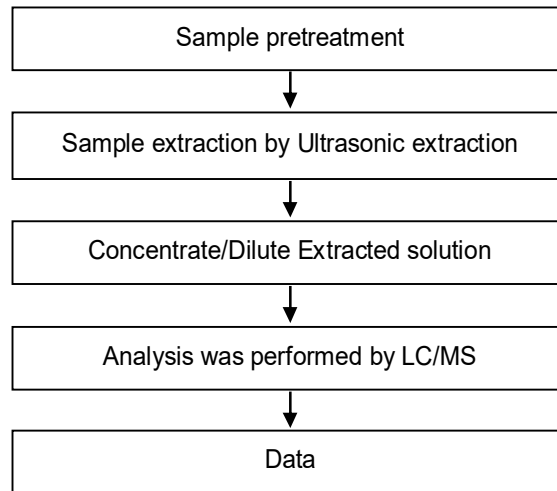 Sample pretreatment
Sample extraction by Ultrasonic extraction
Concentrate/Dilute Extracted solution
Analysis was performed by LC/MS
Data